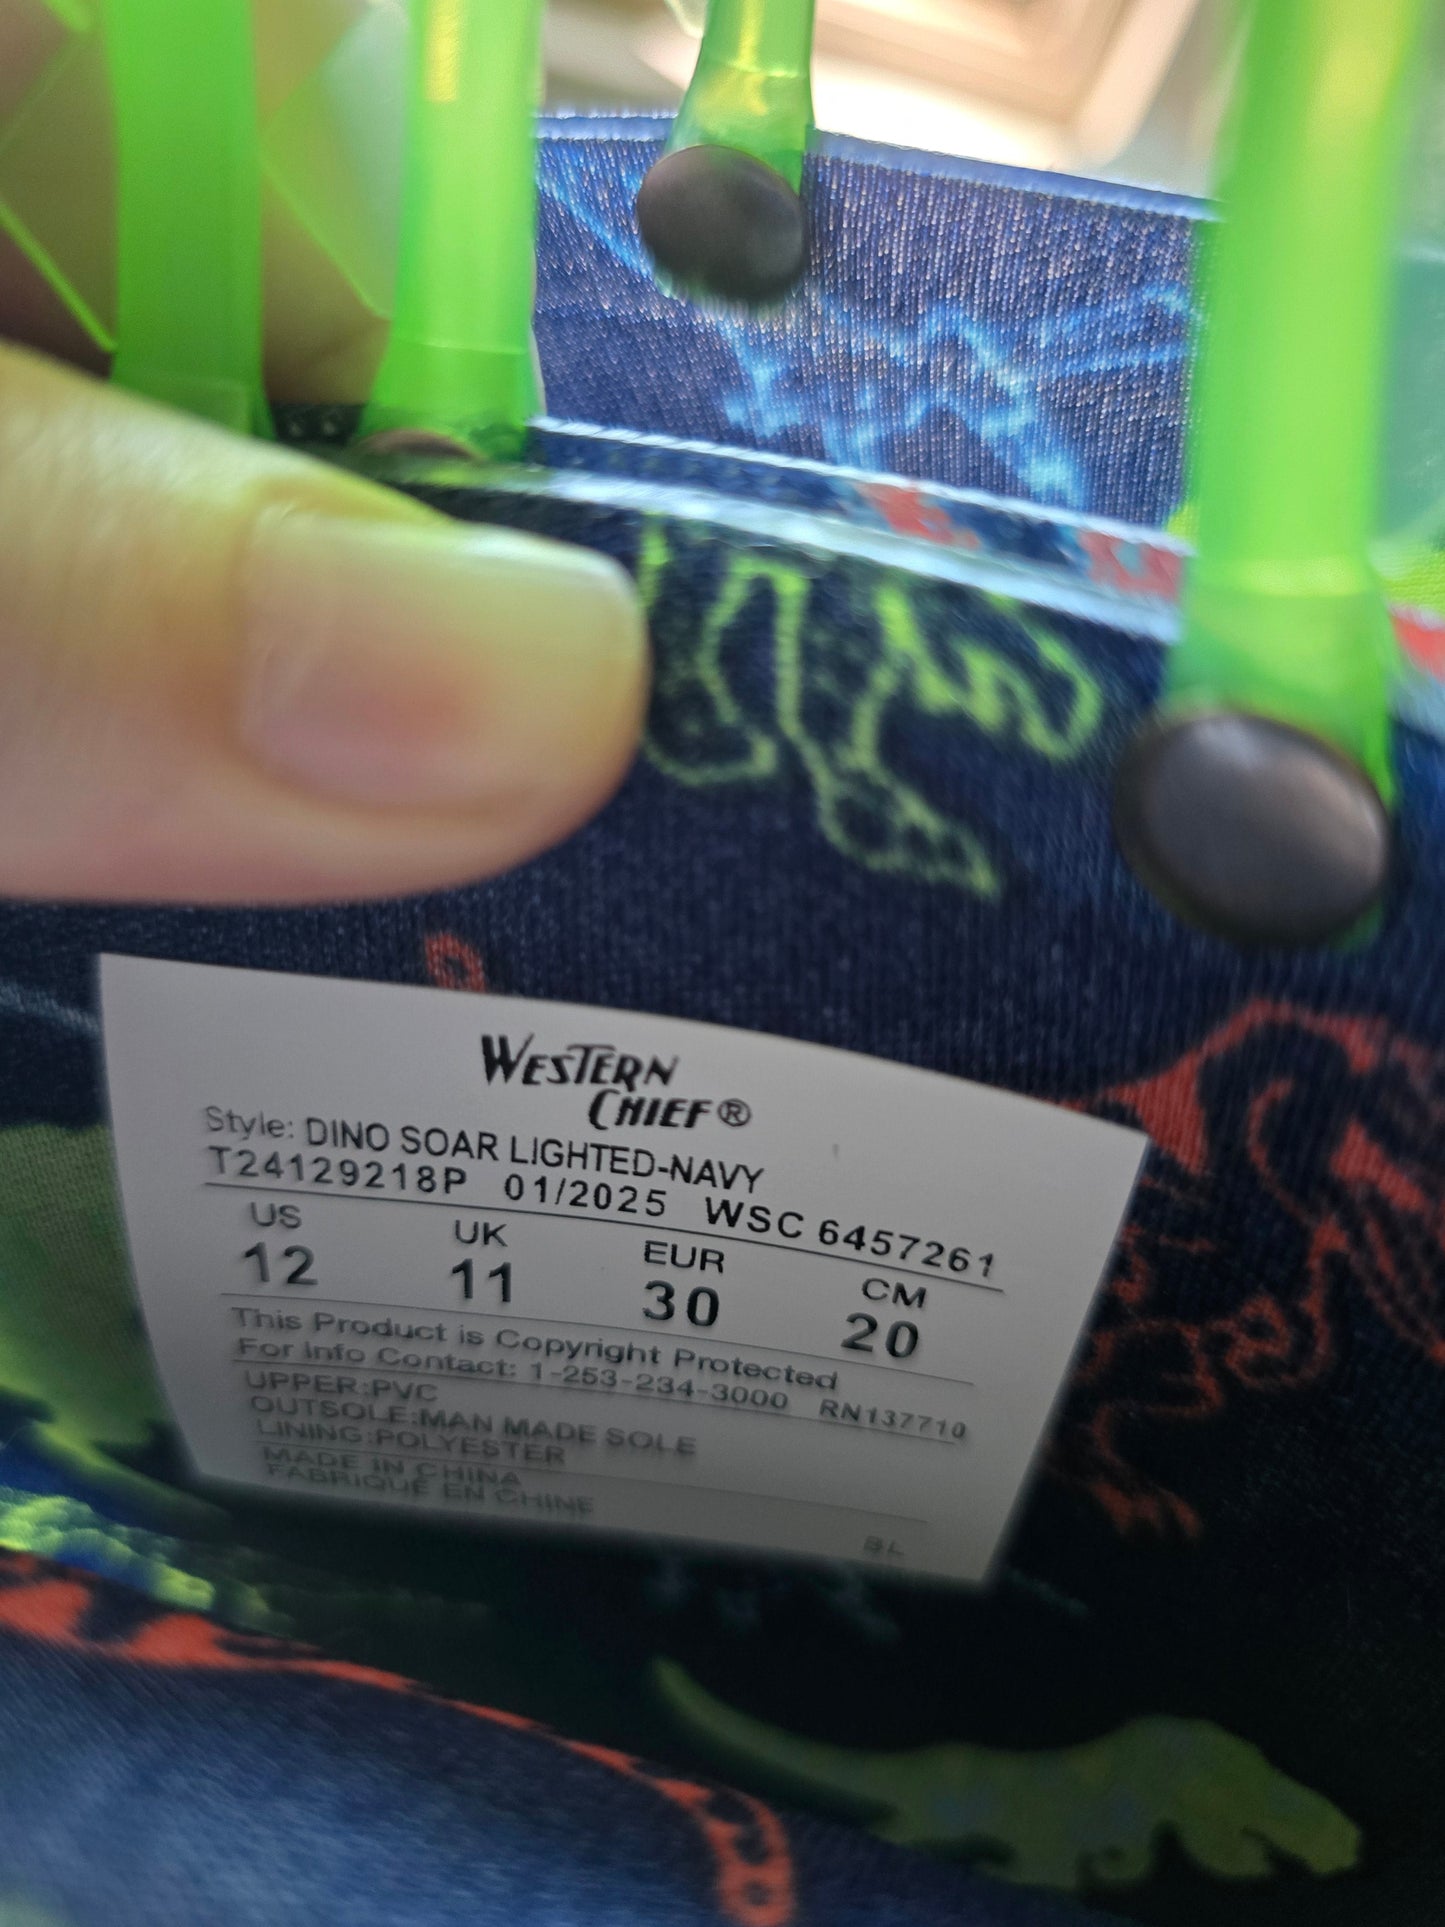 WESTERN
CHIEF®
Style: DINO SOAR LIGHTED-NAVY
T24129218P 01/2025 WSC 6457261
US UK EUR CM
12 11 30 20
This Product is Copyright Protected
For Info Contact: 1-253-234-3000 RN137710
UPPER:PVC
OUTSOLE:MAN MADE SOLE
LINING:POLYESTER
MADE IN CHINA
FABRIQUE EN CHINE
BL